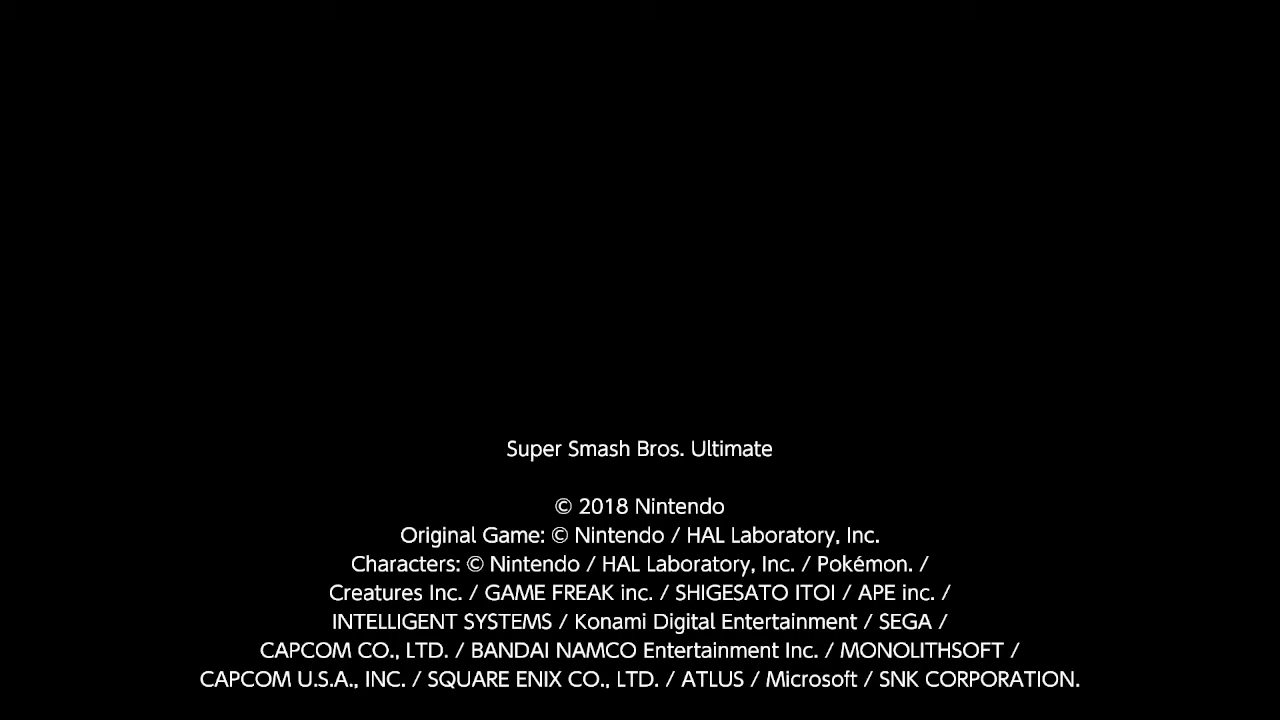 Super Smash Bros. Ultimate
© 2018 Nintendo
Original Game: © Nintendo / HAL Laboratory, Inc.
Characters: © Nintendo / HAL Laboratory, Inc. / Pokémon. /
Creatures Inc. / GAME FREAK inc. / SHIGESATO ITOI / APE inc. /
INTELLIGENT SYSTEMS / Konami Digital Entertainment / SEGA /
CAPCOM CO., LTD. / BANDAI NAMCO Entertainment Inc. / MONOLITHSOFT /
CAPCOM U.S.A., INC. / SQUARE ENIX CO., LTD. / ATLUS / Microsoft / SNK CORPORATION.